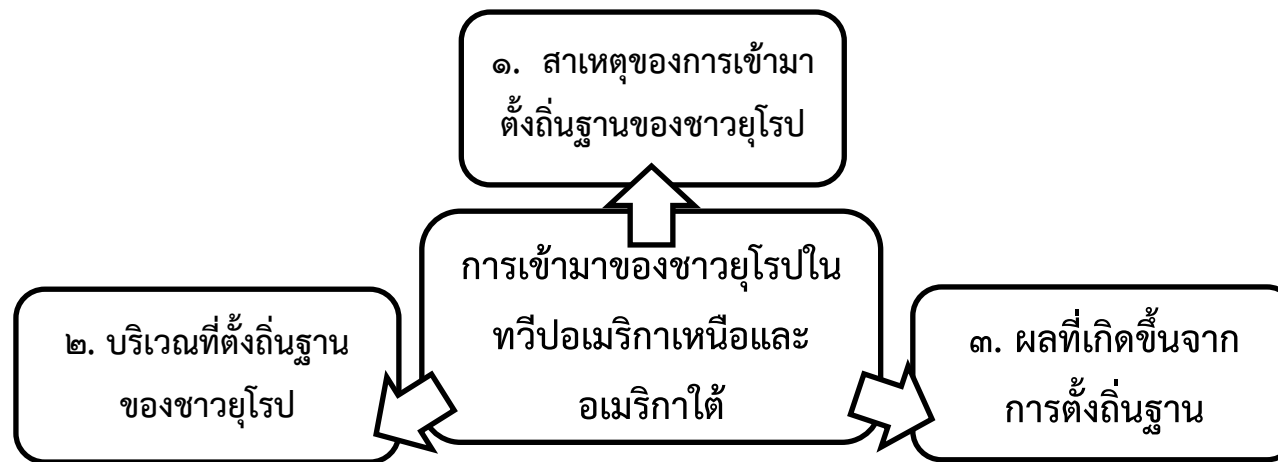 ๑. สาเหตุของการเข้ามา
ตั้งถิ่นฐานของชาวยุโรป
การเข้ามาของชาวยุโรปใน
ทวีปอเมริกาเหนือและ
อเมริกาใต้
๒. บริเวณที่ตั้งถิ่นฐาน
ของชาวยุโรป
๓. ผลที่เกิดขึ้นจาก
การตั้งถิ่นฐาน